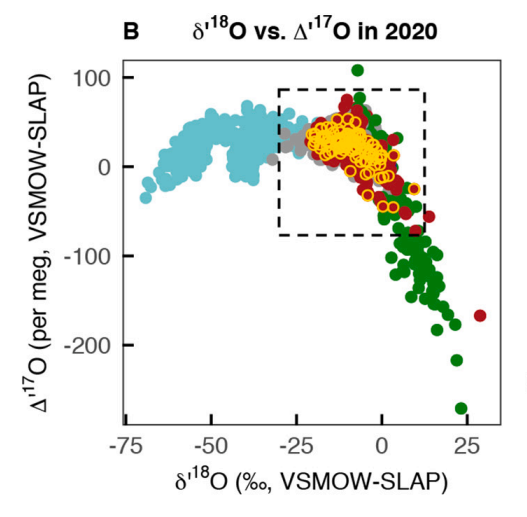 B δ'¹⁸O vs. Δ'¹⁷O in 2020
Δ'¹⁷O (per meg, VSMOW-SLAP)
100
0
-100
-200
-75 -50 -25 0 25
δ'¹⁸O (‰, VSMOW-SLAP)